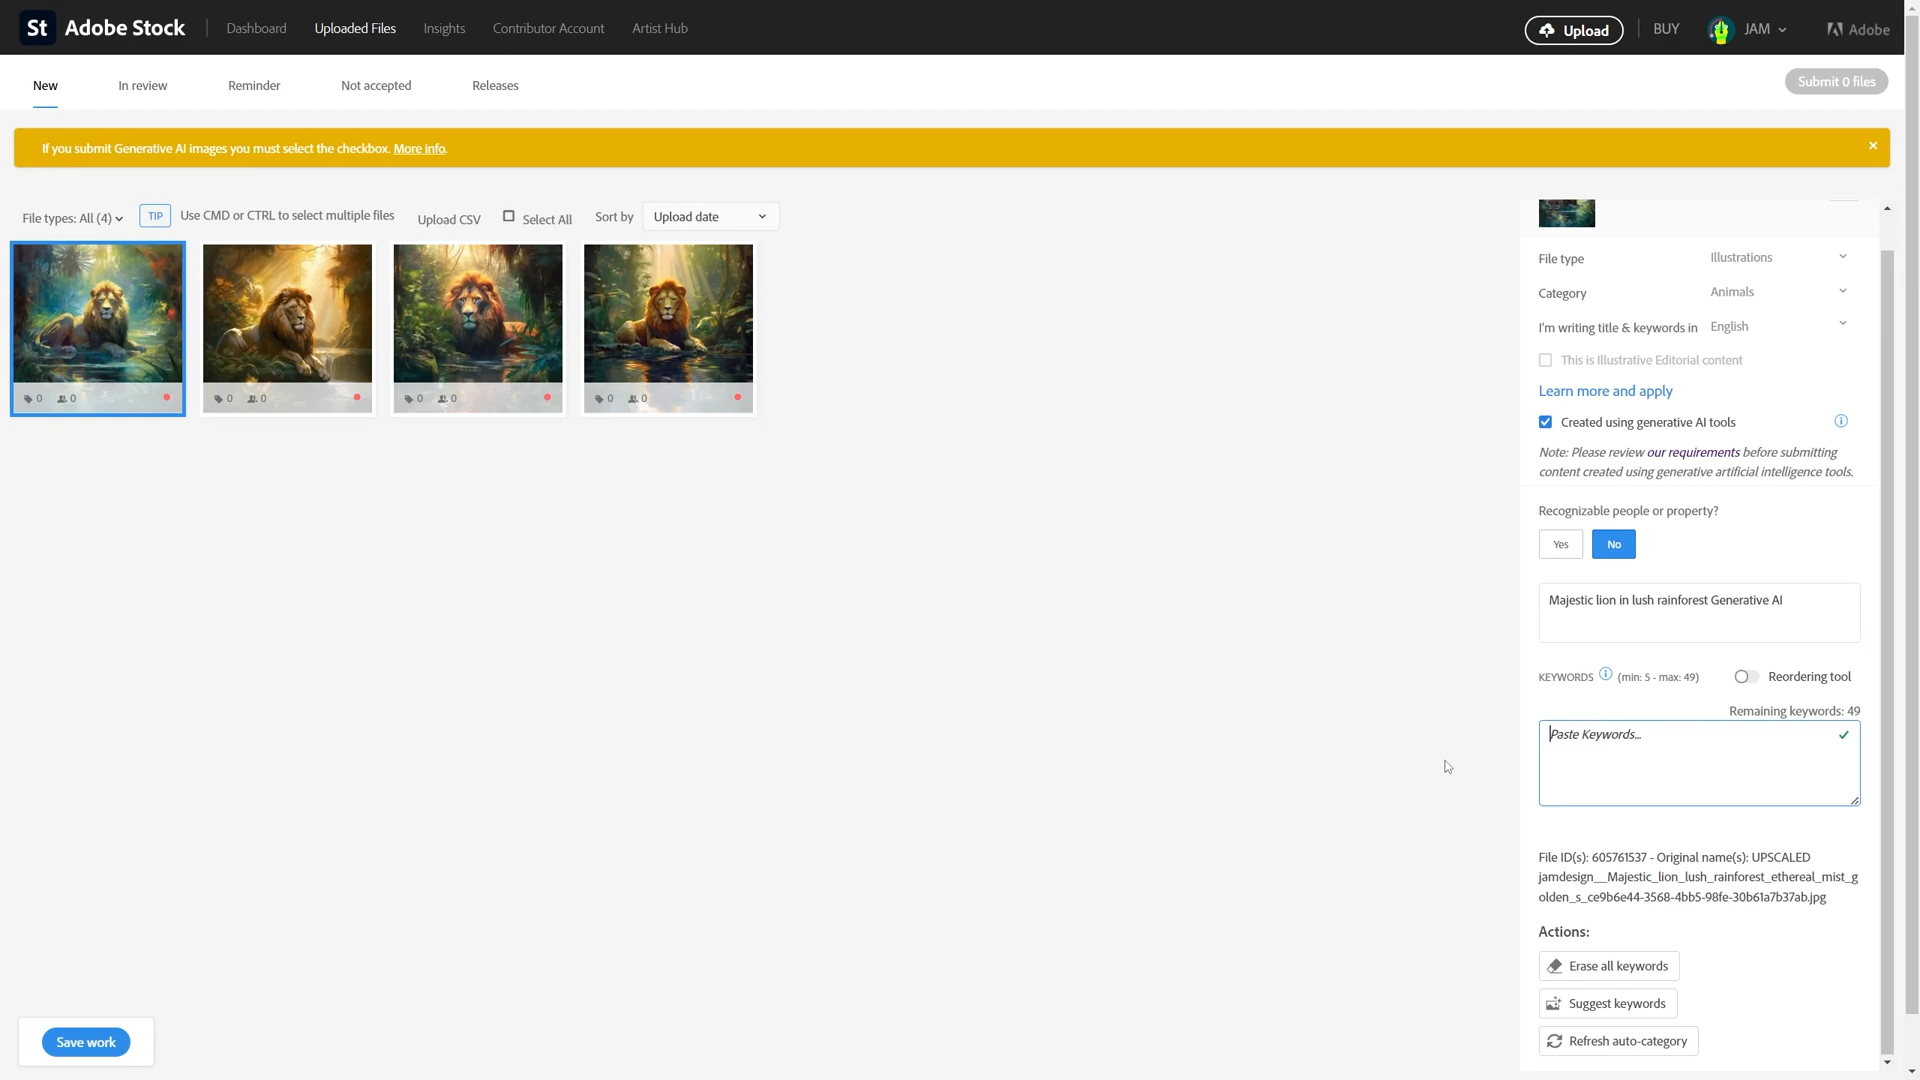 St Adobe Stock Dashboard Uploaded Files Insights Contributor Account Artist Hub Upload BUY JAM Adobe
New In review Reminder Not accepted Releases Submit 0 files
If you submit Generative AI images you must select the checkbox. More info.
File types: All (4) TIP Use CMD or CTRL to select multiple files Upload CSV Select All Sort by Upload date
0 0 0 0 0 0 0 0
File type Illustrations
Category Animals
I'm writing title & keywords in English
This is Illustrative Editorial content
Learn more and apply
Created using generative AI tools
Note: Please review our requirements before submitting
content created using generative artificial intelligence tools.
Recognizable people or property?
Yes No
Majestic lion in lush rainforest Generative AI
KEYWORDS (min: 5 - max: 49) Reordering tool
Remaining keywords: 49
Paste Keywords...
File ID(s): 605761537 - Original name(s): UPSCALED
jamdesign__Majestic_lion_lush_rainforest_ethereal_mist_g
olden_s_ce9b6e44-3568-4bb5-98fe-30b61a7b37ab.jpg
Actions:
Erase all keywords
Suggest keywords
Refresh auto-category
Save work